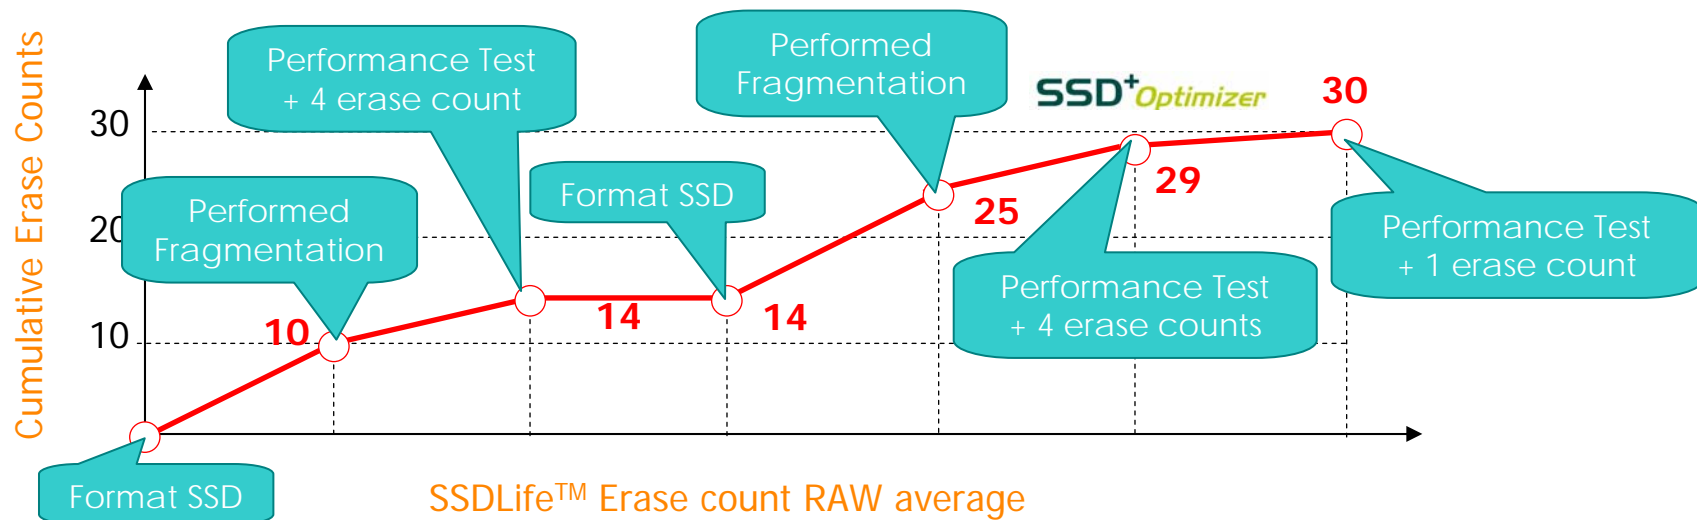 Cumulative Erase Counts
30
20
10
Format SSD
Performed
Fragmentation
10
Performance Test
+ 4 erase count
14
Format SSD
14
Performed
Fragmentation
25
SSD+Optimizer
29
Performance Test
+ 4 erase counts
30
Performance Test
+ 1 erase count
SSDLife™ Erase count RAW average